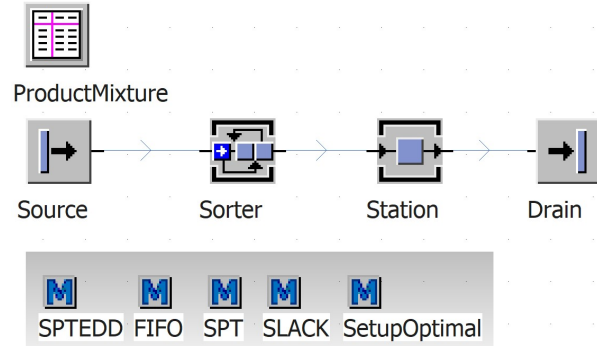 ProductMixture
Source Sorter Station Drain
M M M M M
SPTEDD FIFO SPT SLACK SetupOptimal